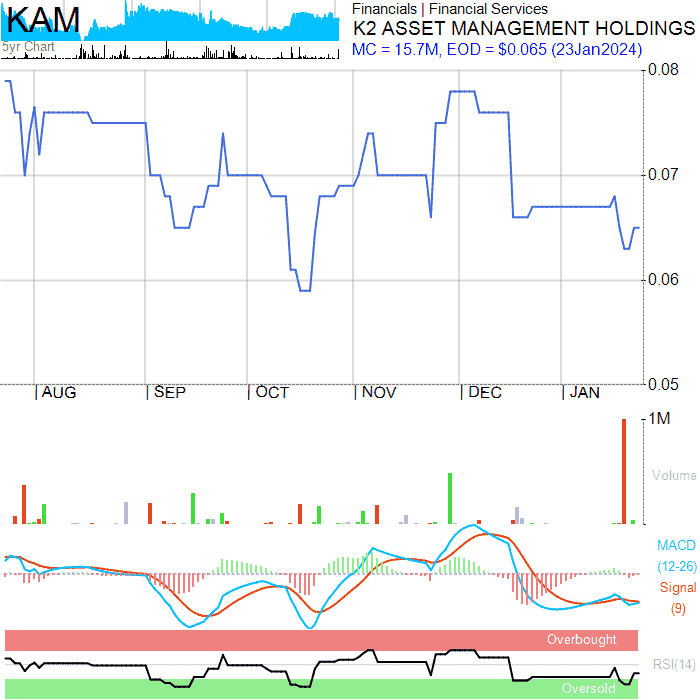 KAM
5yr Chart
Financials | Financial Services
K2 ASSET MANAGEMENT HOLDINGS
MC = 15.7M, EOD = $0.065 (23Jan2024)
0.08
0.07
0.06
0.05
AUG
SEP
OCT
NOV
DEC
JAN
1M
Volume
MACD
(12-26)
Signal
(9)
Overbought
RSI(14)
Oversold